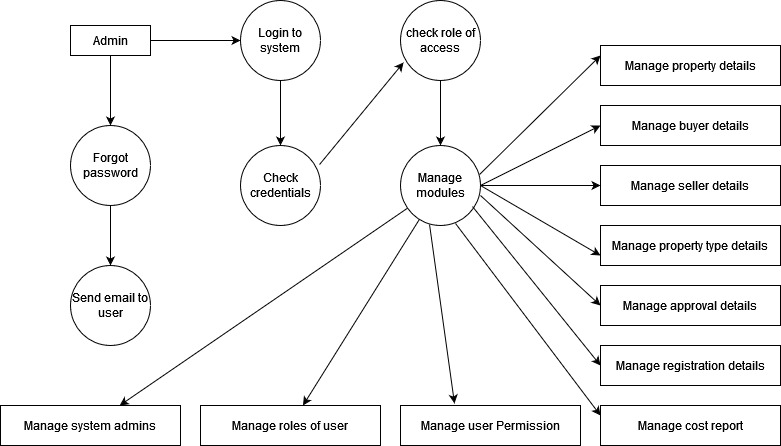 Admin
Login to
system
check role of
access
Manage property details
Manage buyer details
Forgot
password
Check
credentials
Manage
modules
Manage seller details
Manage property type details
Send email to
user
Manage approval details
Manage registration details
Manage system admins
Manage roles of user
Manage user Permission
Manage cost report